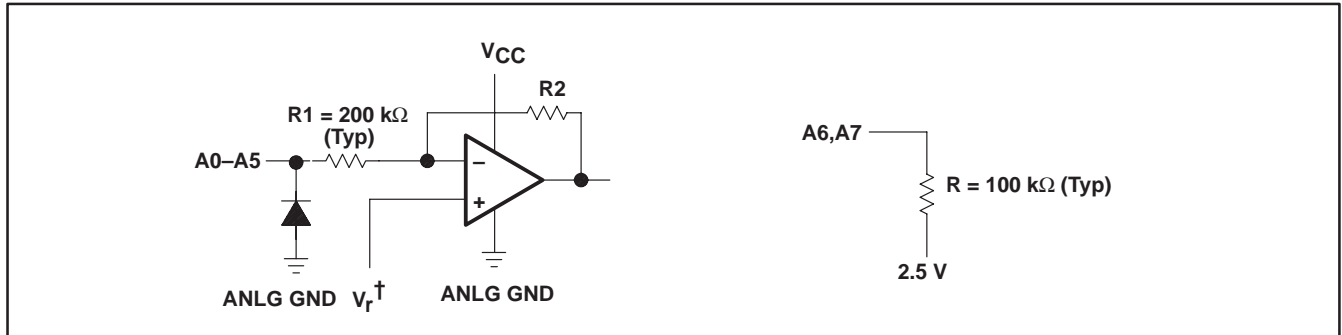 VCC
R2
R1 = 200 kΩ
(Typ)
A0–A5
–
+
ANLG GND
Vr†
ANLG GND
A6,A7
R = 100 kΩ (Typ)
2.5 V